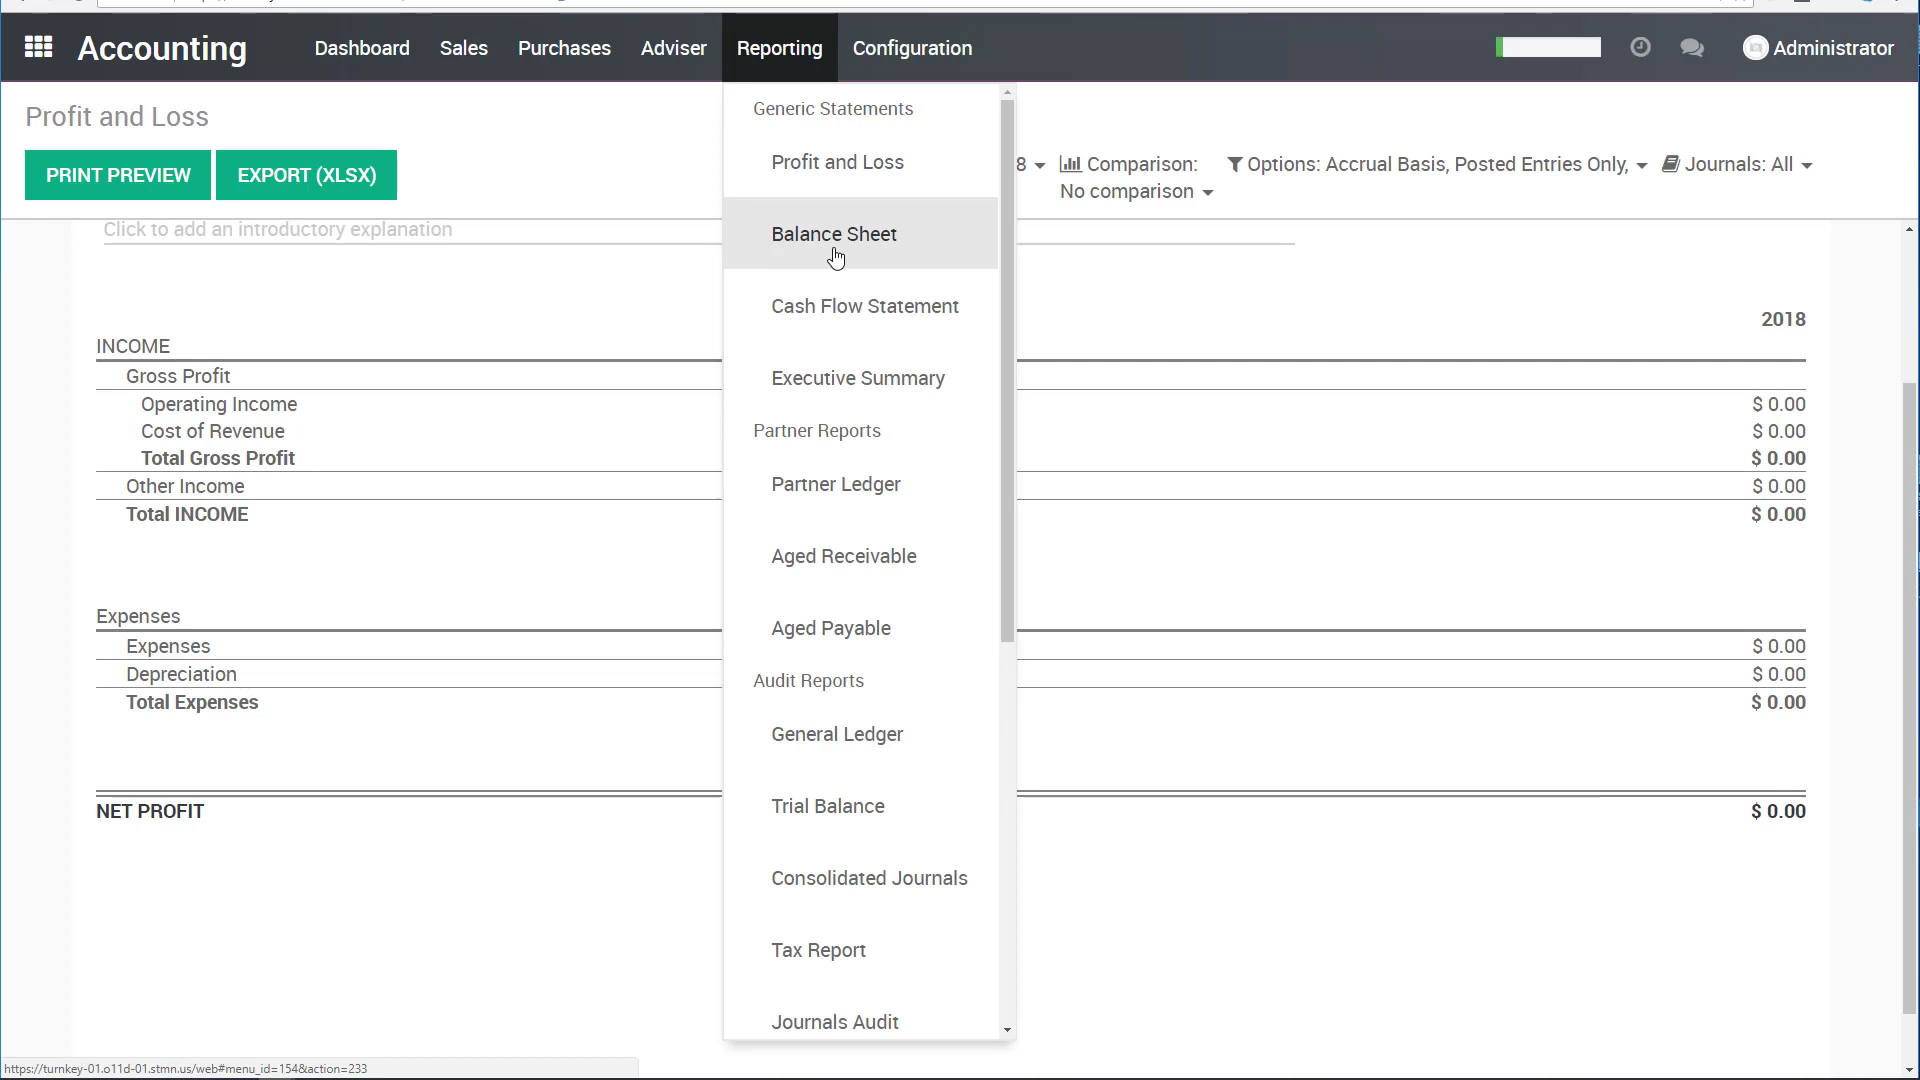 Accounting
Dashboard
Sales
Purchases
Adviser
Reporting
Configuration
Administrator
Profit and Loss
PRINT PREVIEW
EXPORT (XLSX)
8
Comparison:
No comparison
Options: Accrual Basis, Posted Entries Only,
Journals: All
Click to add an introductory explanation
Generic Statements
Profit and Loss
Balance Sheet
Cash Flow Statement
Executive Summary
Partner Reports
Partner Ledger
Aged Receivable
Aged Payable
Audit Reports
General Ledger
Trial Balance
Consolidated Journals
Tax Report
Journals Audit
2018
INCOME
Gross Profit
Operating Income $ 0.00
Cost of Revenue $ 0.00
Total Gross Profit $ 0.00
Other Income $ 0.00
Total INCOME $ 0.00
Expenses
Expenses $ 0.00
Depreciation $ 0.00
Total Expenses $ 0.00
NET PROFIT $ 0.00
https://turnkey-01.o11d-01.stmn.us/web#menu_id=154&action=233